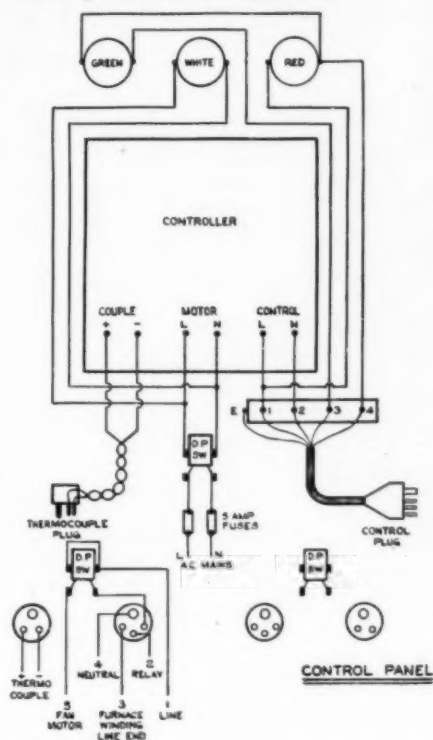 GREEN WHITE RED
CONTROLLER
COUPLE MOTOR CONTROL
+ - L N L N
E 1 2 3 4
D.P
SW
THERMOCOUPLE
PLUG
5 AMP
FUSES
CONTROL
PLUG
L N
AC MAINS
D.P
SW
D.P
SW
+ -
THERMO
COUPLE
4
NEUTRAL
2
RELAY
CONTROL PANEL
5
FAN
MOTOR
3
FURNACE
WINDING
LINE END
1
LINE